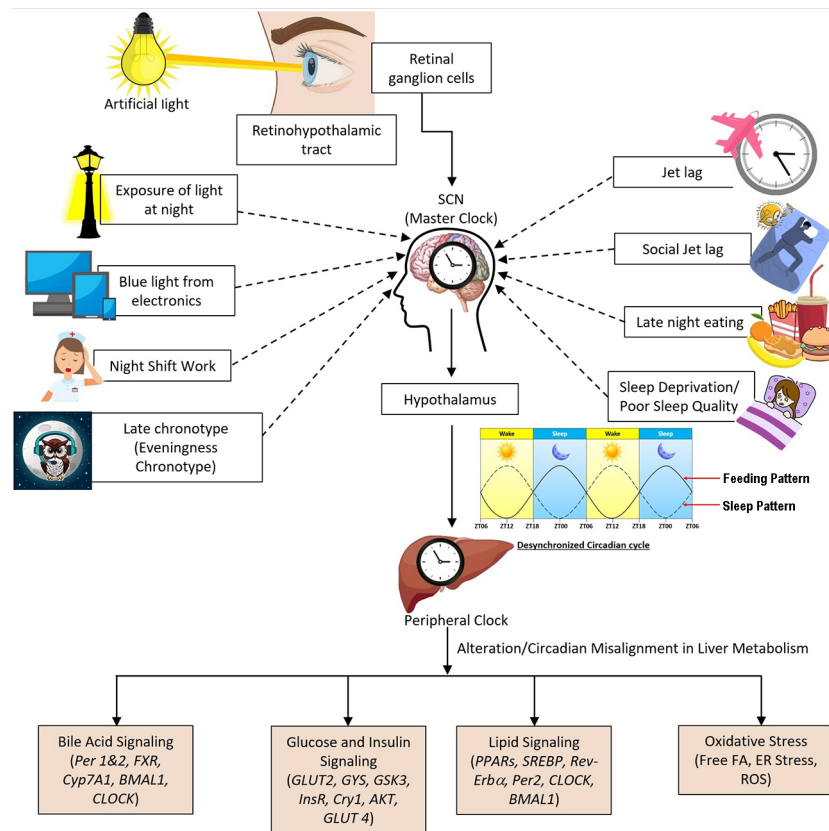 Artificial light
Retinal
ganglion cells
Retinohypothalamic
tract
SCN
(Master Clock)
Exposure of light
at night
Blue light from
electronics
Night Shift Work
Late chronotype
(Eveningness
Chronotype)
Jet lag
Social Jet lag
Late night eating
Sleep Deprivation/
Poor Sleep Quality
Hypothalamus
Wake Sleep Wake Sleep
Feeding Pattern
Sleep Pattern
ZT06 ZT12 ZT18 ZT00 ZT06 ZT12 ZT18 ZT00 ZT06
Desynchronized Circadian cycle
Peripheral Clock
Alteration/Circadian Misalignment in Liver Metabolism
Bile Acid Signaling
(Per 1&2, FXR,
Cyp7A1, BMAL1,
CLOCK)
Glucose and Insulin
Signaling
(GLUT2, GYS, GSK3,
InsR, Cry1, AKT,
GLUT 4)
Lipid Signaling
(PPARs, SREBP, Rev-
Erbα, Per2, CLOCK,
BMAL1)
Oxidative Stress
(Free FA, ER Stress,
ROS)